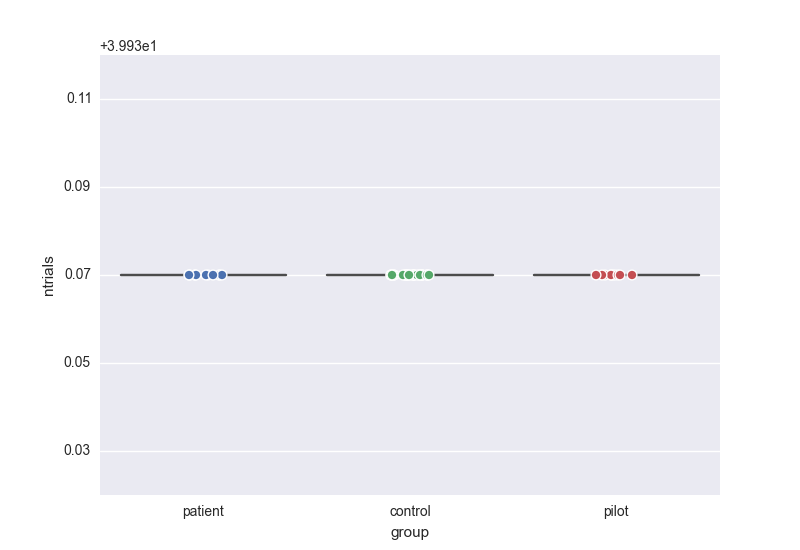 +3.993e1
0.11
0.09
0.07
0.05
0.03
ntrials
patient control pilot
group